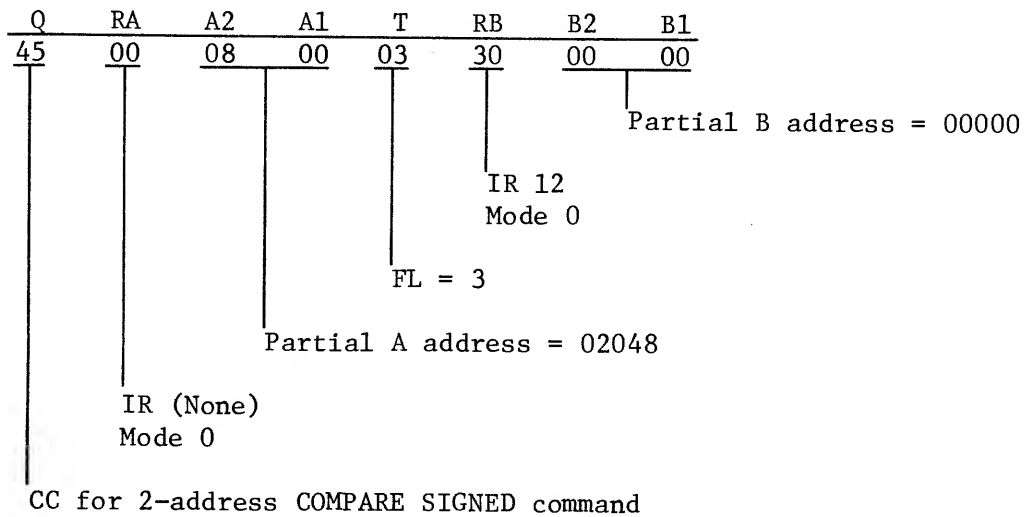 Q RA A2 A1 T RB B2 B1
45 00 08 00 03 30 00 00
Partial B address = 00000
IR 12
Mode 0
FL = 3
Partial A address = 02048
IR (None)
Mode 0
CC for 2-address COMPARE SIGNED command